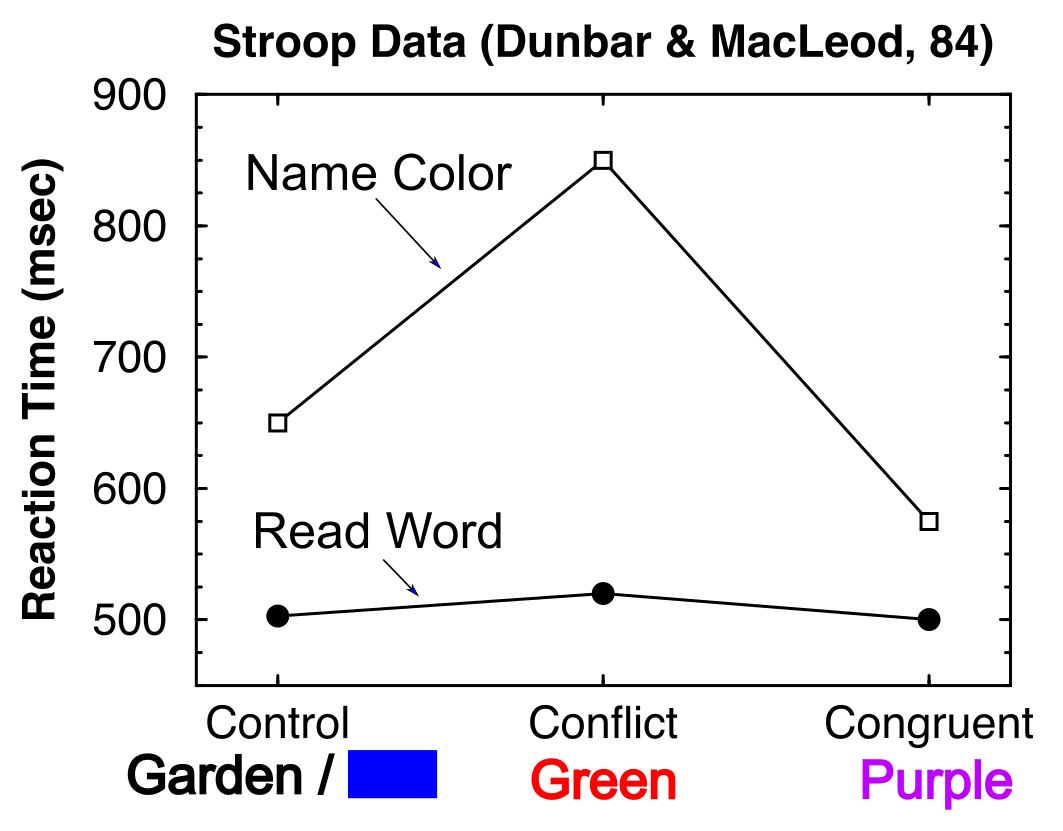 Stroop Data (Dunbar & MacLeod, 84)
900
800
700
600
500
Reaction Time (msec)
Name Color
Read Word
Control Conflict Congruent
Garden / Green Purple